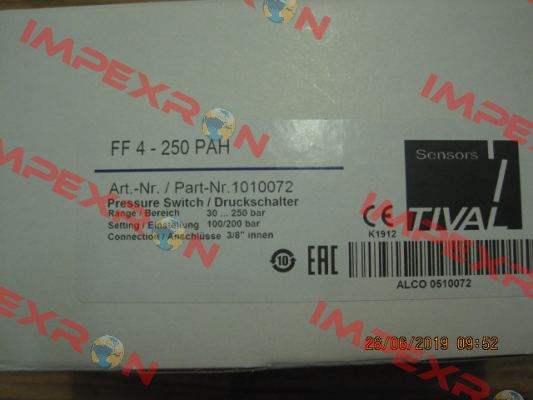 FF 4 - 250 PAH
Art.-Nr. / Part-Nr.1010072
Pressure Switch / Druckschalter
Range / Bereich 30 ... 250 bar
Setting / Einstellung 100/200 bar
Connection / Anschlüsse 3/8" innen
Sensors
TIVAL
CE
K1912
10
EAC
ALCO 0510072
26/06/2019 09:52
IMPEXRON
IMPEXRON
IMPEXRON
IMPEXRON
IMPEXRON
IMPEXRON